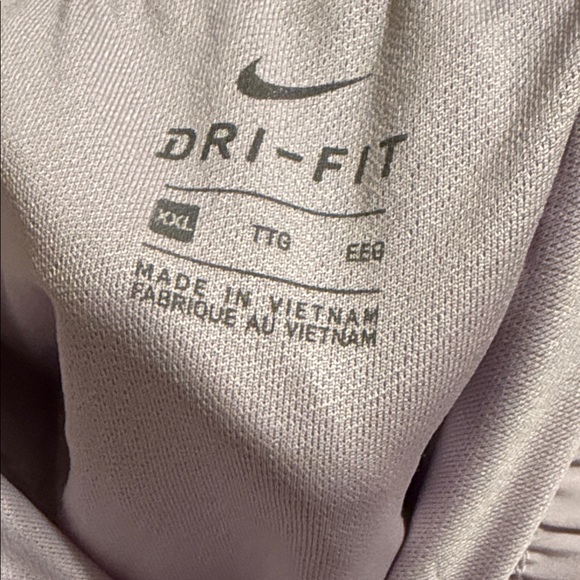 DRI-FIT
XXL TTG EEG
MADE IN VIETNAM
FABRIQUE AU VIETNAM